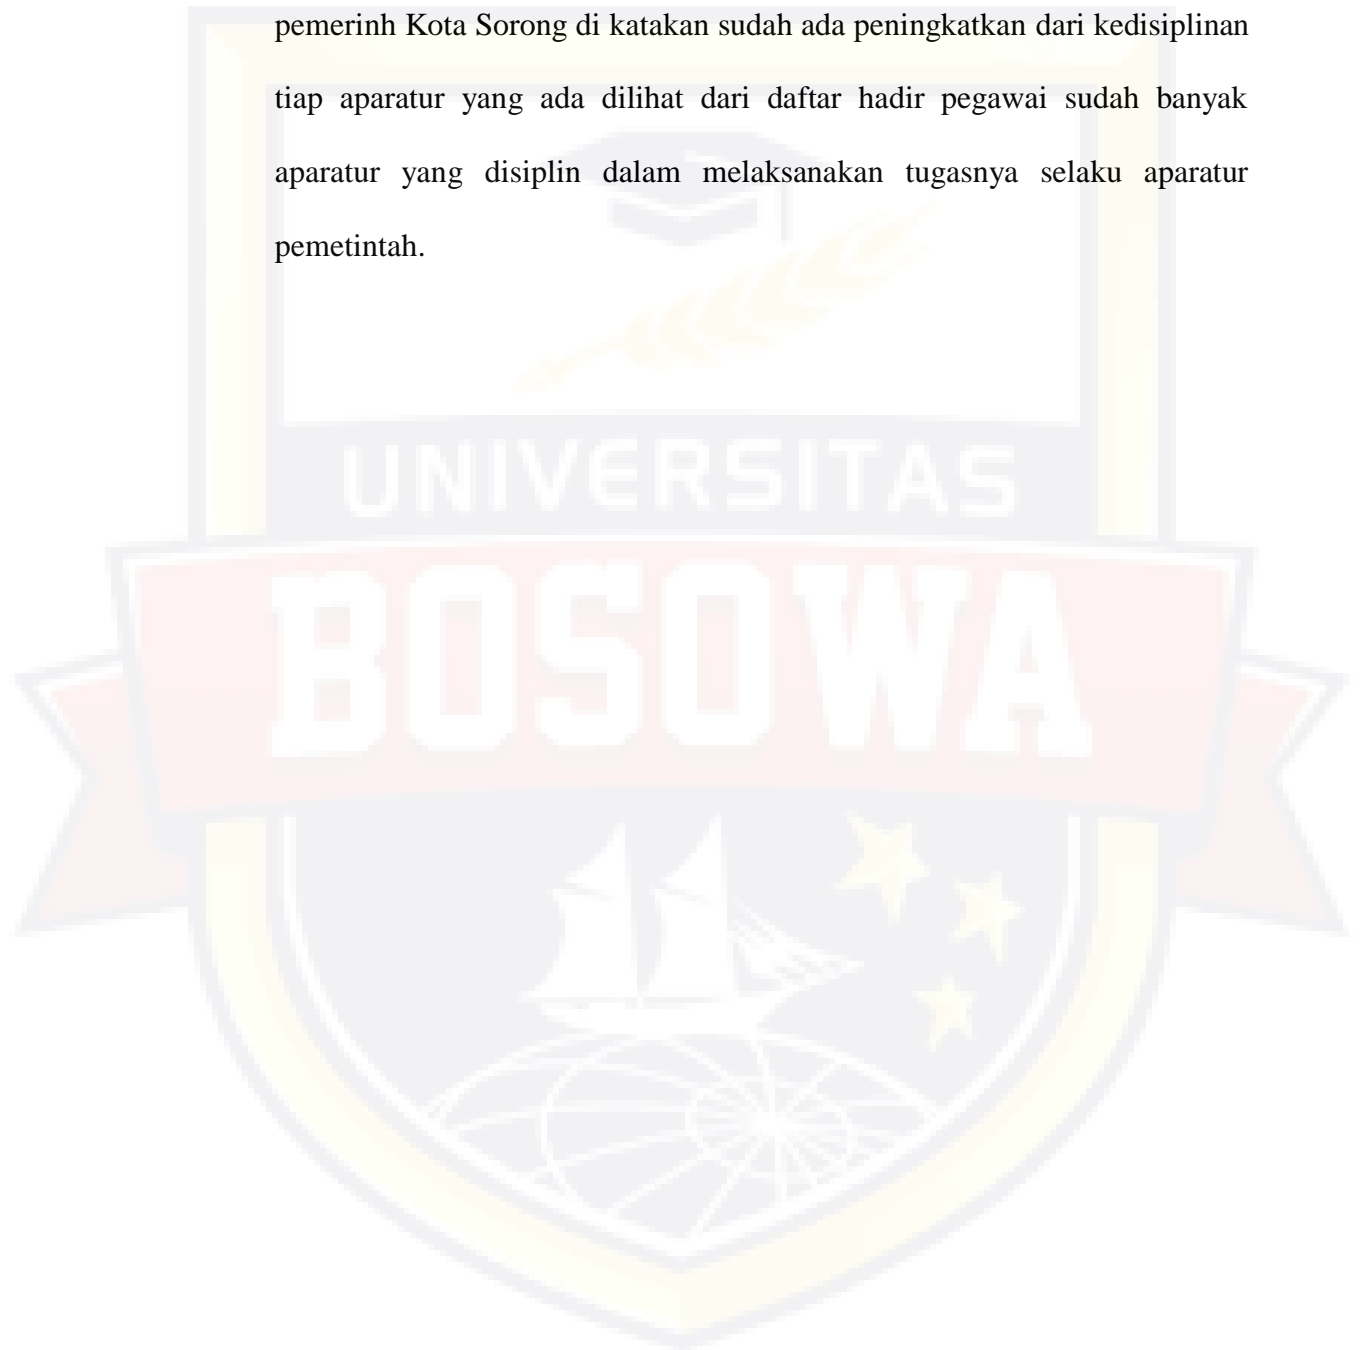 pemerinh Kota Sorong di katakan sudah ada peningkatkan dari kedisiplinan
tiap aparatur yang ada dilihat dari daftar hadir pegawai sudah banyak
aparatur yang disiplin dalam melaksanakan tugasnya selaku aparatur
pemetintah.
UNIVERSITAS
BOSOWA